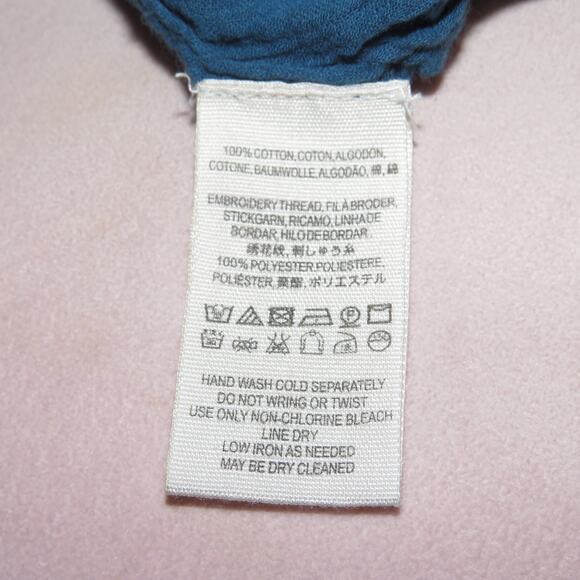 100% COTTON, COTON, ALGODON,
COTONE, BAUMWOLLE, ALGODÃO, 棉, 綿
EMBROIDERY THREAD, FIL À BRODER,
STICKGARN, RICAMO, LINHA DE
BORDAR, HILO DE BORDAR
绣花纹, 刺しゅう糸
100% POLYESTER, POLIESTERE,
POLIÉSTER, 聚酯, ポリエステル
HAND WASH COLD SEPARATELY
DO NOT WRING OR TWIST
USE ONLY NON-CHLORINE BLEACH
LINE DRY
LOW IRON AS NEEDED
MAY BE DRY CLEANED